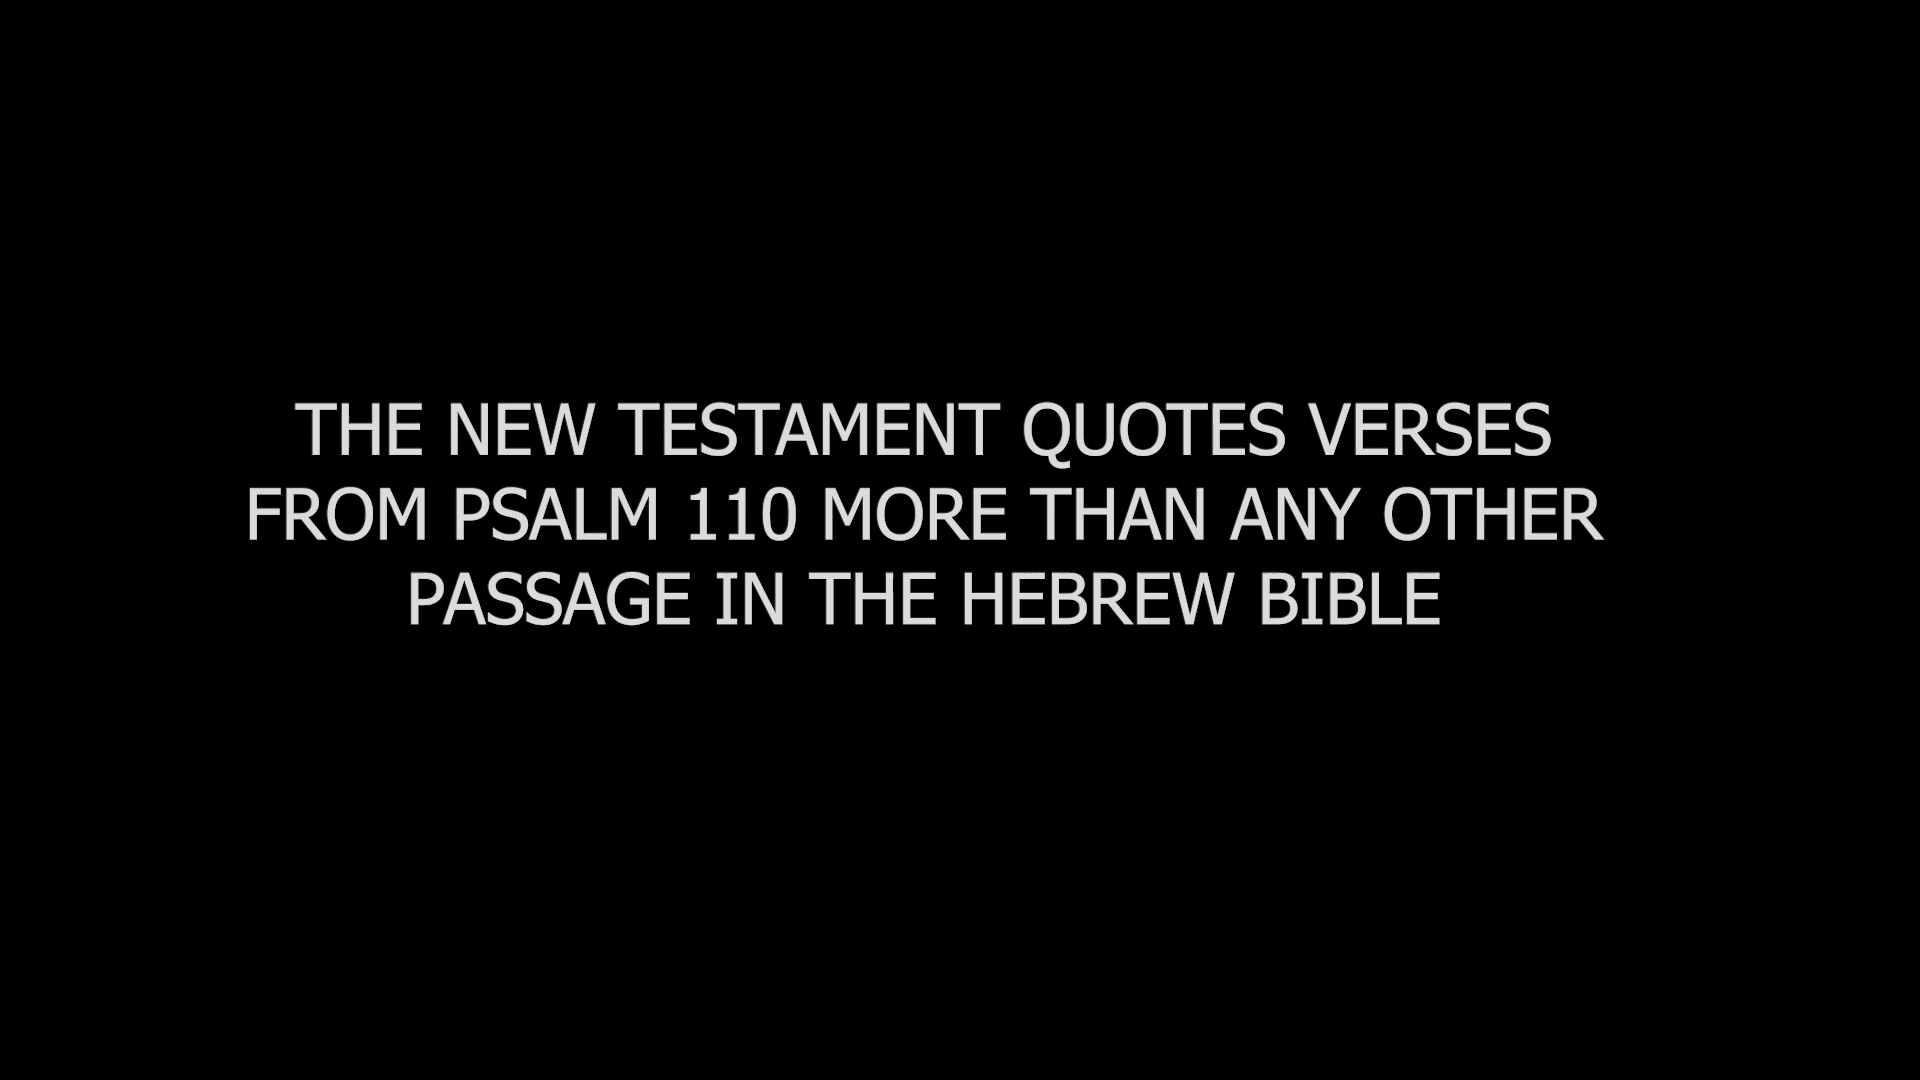 THE NEW TESTAMENT QUOTES VERSES
FROM PSALM 110 MORE THAN ANY OTHER
PASSAGE IN THE HEBREW BIBLE